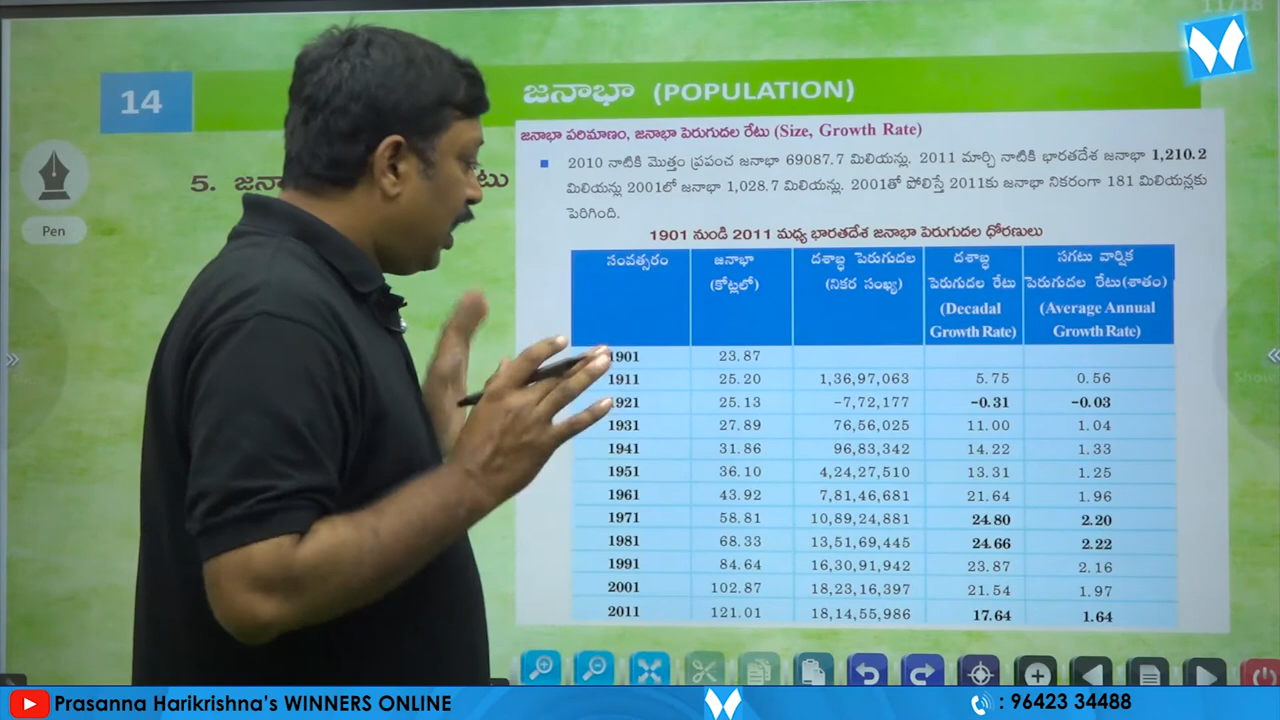 11/18
14
జనాభా (POPULATION)
Pen
5.
జనాభా పరిమాణం, జనాభా పెరుగుదల రేటు (Size, Growth Rate)
2010 నాటికి మొత్తం ప్రపంచ జనాభా 69087.7 మిలియన్లు. 2011 మార్చి నాటికి భారతదేశ జనాభా 1,210.2
మిలియన్లు 2001లో జనాభా 1,028.7 మిలియన్లు. 2001తో పోలిస్తే 2011కు జనాభా నికరంగా 181 మిలియన్లకు
పెరిగింది.
1901 నుండి 2011 మధ్య భారతదేశ జనాభా పెరుగుదల ధోరణులు
సంవత్సరం జనాభా (కోట్లలో) దశాబ్ధ పెరుగుదల (నికర సంఖ్య) దశాబ్ధ పెరుగుదల రేటు (Decadal Growth Rate) సగటు వార్షిక పెరుగుదల రేటు(శాతం) (Average Annual Growth Rate)
1901 23.87
1911 25.20 1,36,97,063 5.75 0.56
1921 25.13 -7,72,177 -0.31 -0.03
1931 27.89 76,56,025 11.00 1.04
1941 31.86 96,83,342 14.22 1.33
1951 36.10 4,24,27,510 13.31 1.25
1961 43.92 7,81,46,681 21.64 1.96
1971 58.81 10,89,24,881 24.80 2.20
1981 68.33 13,51,69,445 24.66 2.22
1991 84.64 16,30,91,942 23.87 2.16
2001 102.87 18,23,16,397 21.54 1.97
2011 121.01 18,14,55,986 17.64 1.64
Prasanna Harikrishna's WINNERS ONLINE
: 96423 34488